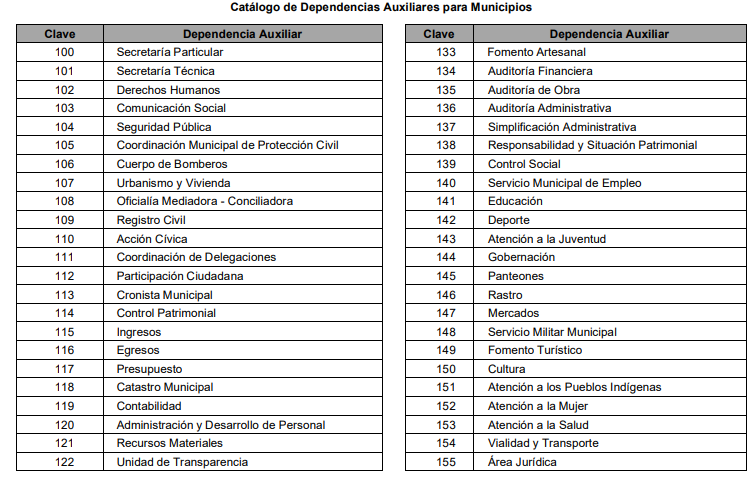 Catálogo de Dependencias Auxiliares para Municipios
Clave Dependencia Auxiliar
100 Secretaría Particular
101 Secretaría Técnica
102 Derechos Humanos
103 Comunicación Social
104 Seguridad Pública
105 Coordinación Municipal de Protección Civil
106 Cuerpo de Bomberos
107 Urbanismo y Vivienda
108 Oficialía Mediadora - Conciliadora
109 Registro Civil
110 Acción Cívica
111 Coordinación de Delegaciones
112 Participación Ciudadana
113 Cronista Municipal
114 Control Patrimonial
115 Ingresos
116 Egresos
117 Presupuesto
118 Catastro Municipal
119 Contabilidad
120 Administración y Desarrollo de Personal
121 Recursos Materiales
122 Unidad de Transparencia
Clave Dependencia Auxiliar
133 Fomento Artesanal
134 Auditoría Financiera
135 Auditoría de Obra
136 Auditoría Administrativa
137 Simplificación Administrativa
138 Responsabilidad y Situación Patrimonial
139 Control Social
140 Servicio Municipal de Empleo
141 Educación
142 Deporte
143 Atención a la Juventud
144 Gobernación
145 Panteones
146 Rastro
147 Mercados
148 Servicio Militar Municipal
149 Fomento Turístico
150 Cultura
151 Atención a los Pueblos Indígenas
152 Atención a la Mujer
153 Atención a la Salud
154 Vialidad y Transporte
155 Área Jurídica